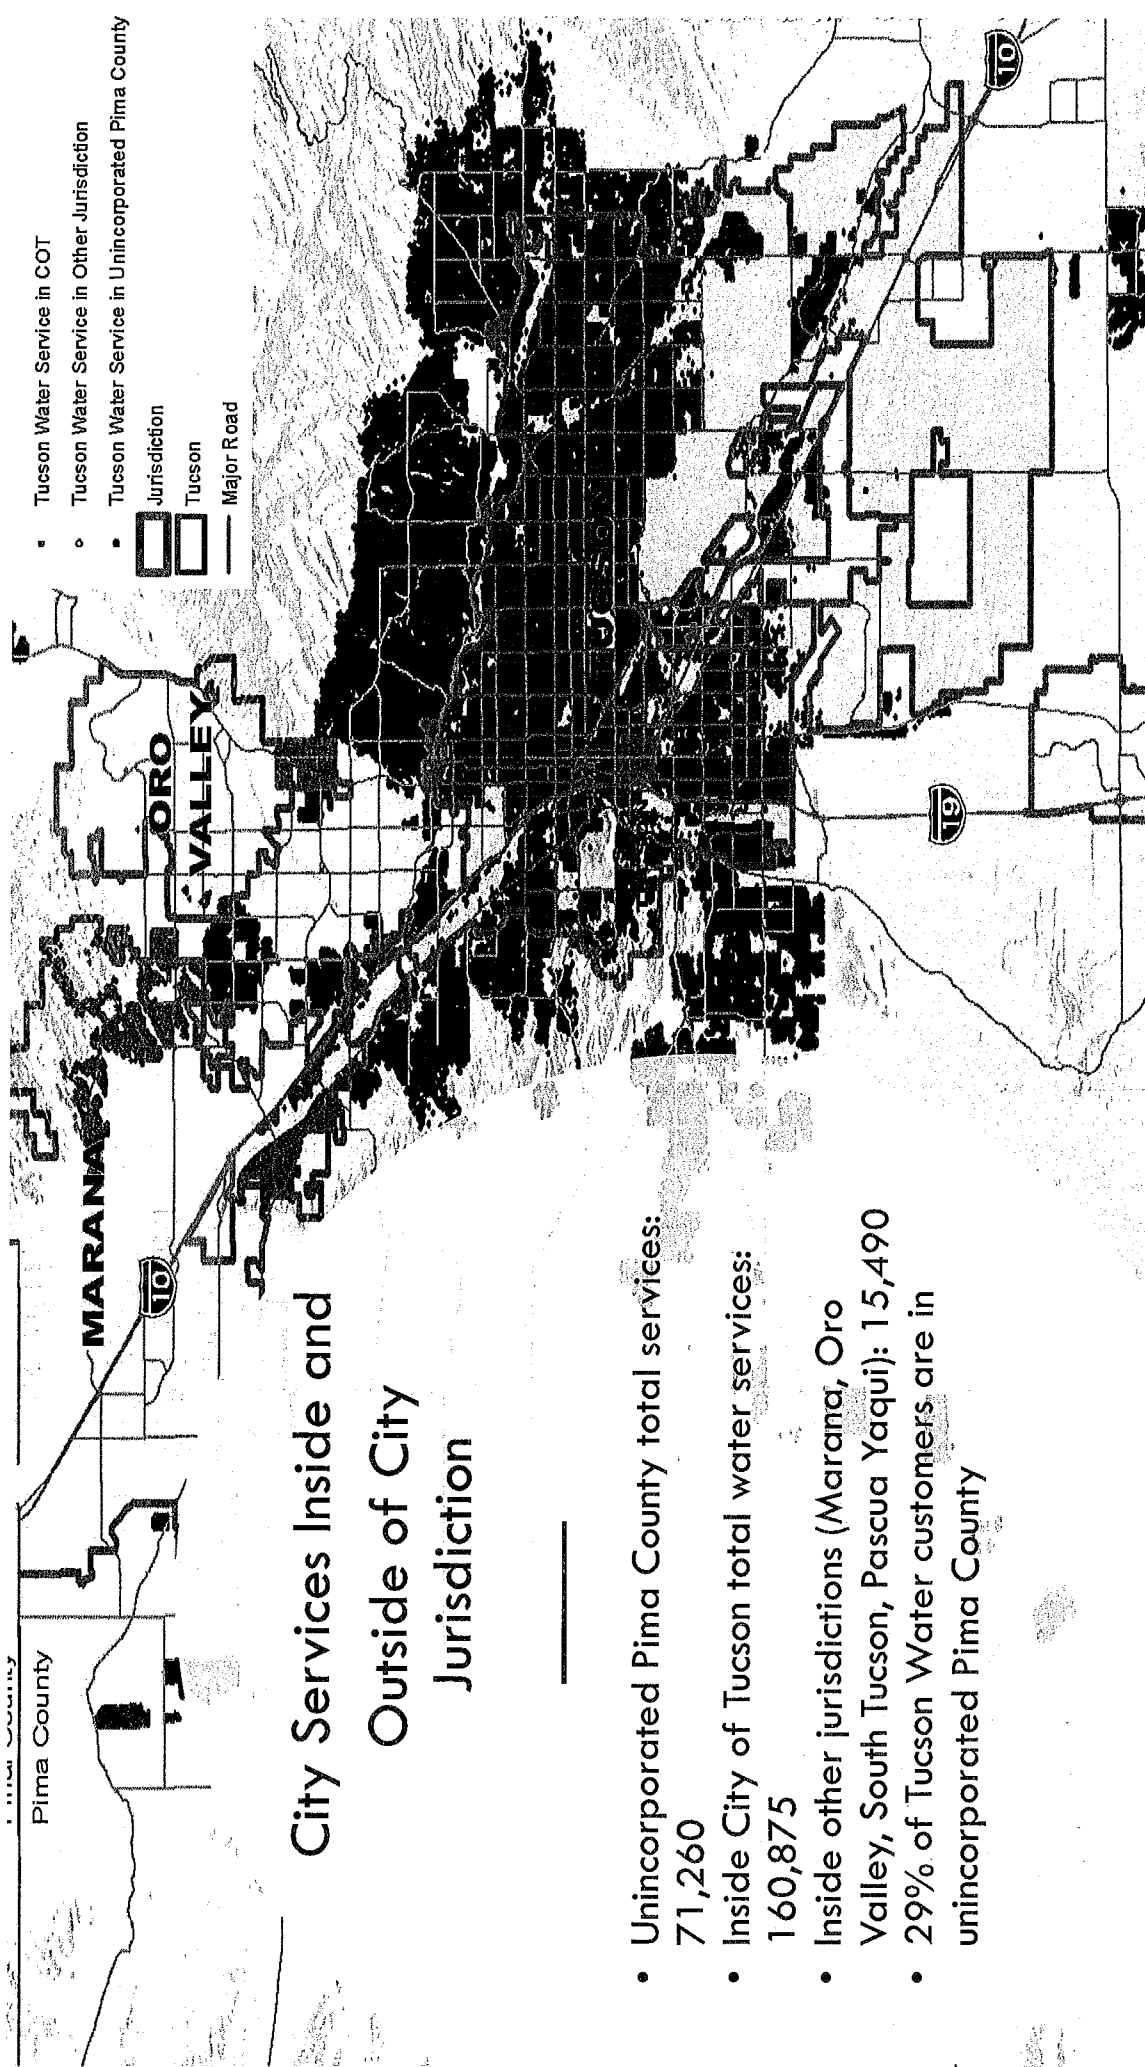 Tucson Water Service in COT
Tucson Water Service in Other Jurisdiction
Tucson Water Service in Unincorporated Pima County
Jurisdiction
Tucson
Major Road
Pima County
MARANA
ORO
VALLEY
10
10
19
City Services Inside and
Outside of City
Jurisdiction
• Unincorporated Pima County total services:
71,260
• Inside City of Tucson total water services:
160,875
• Inside other jurisdictions (Marana, Oro
Valley, South Tucson, Pascua Yaqui): 15,490
• 29% of Tucson Water customers are in
unincorporated Pima County